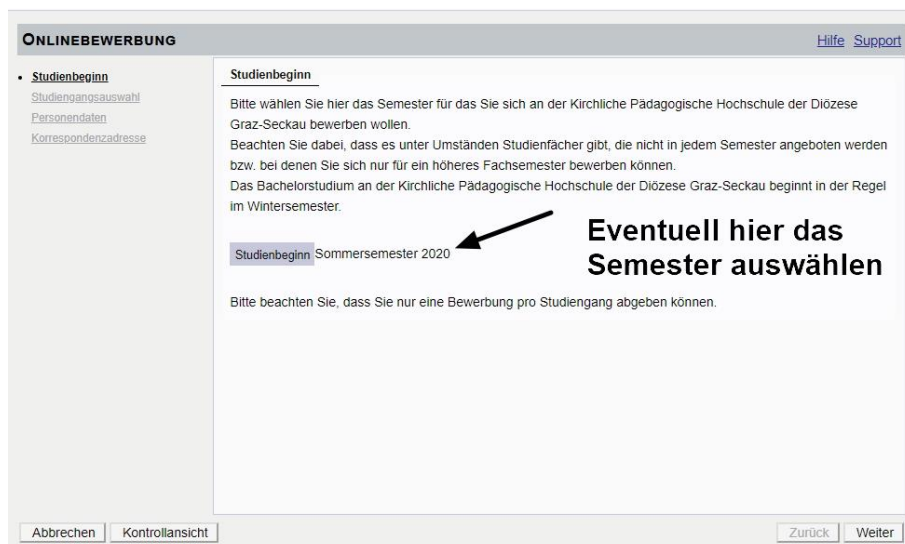 ONLINEBEWERBUNG
Hilfe Support
Studienbeginn
Studiengangsauswahl
Personendaten
Korrespondenzadresse
Studienbeginn
Bitte wählen Sie hier das Semester für das Sie sich an der Kirchliche Pädagogische Hochschule der Diözese
Graz-Seckau bewerben wollen.
Beachten Sie dabei, dass es unter Umständen Studienfächer gibt, die nicht in jedem Semester angeboten werden
bzw. bei denen Sie sich nur für ein höheres Fachsemester bewerben können.
Das Bachelorstudium an der Kirchliche Pädagogische Hochschule der Diözese Graz-Seckau beginnt in der Regel
im Wintersemester.
Studienbeginn Sommersemester 2020
Eventuell hier das
Semester auswählen
Bitte beachten Sie, dass Sie nur eine Bewerbung pro Studiengang abgeben können.
Abbrechen Kontrollansicht Zurück Weiter